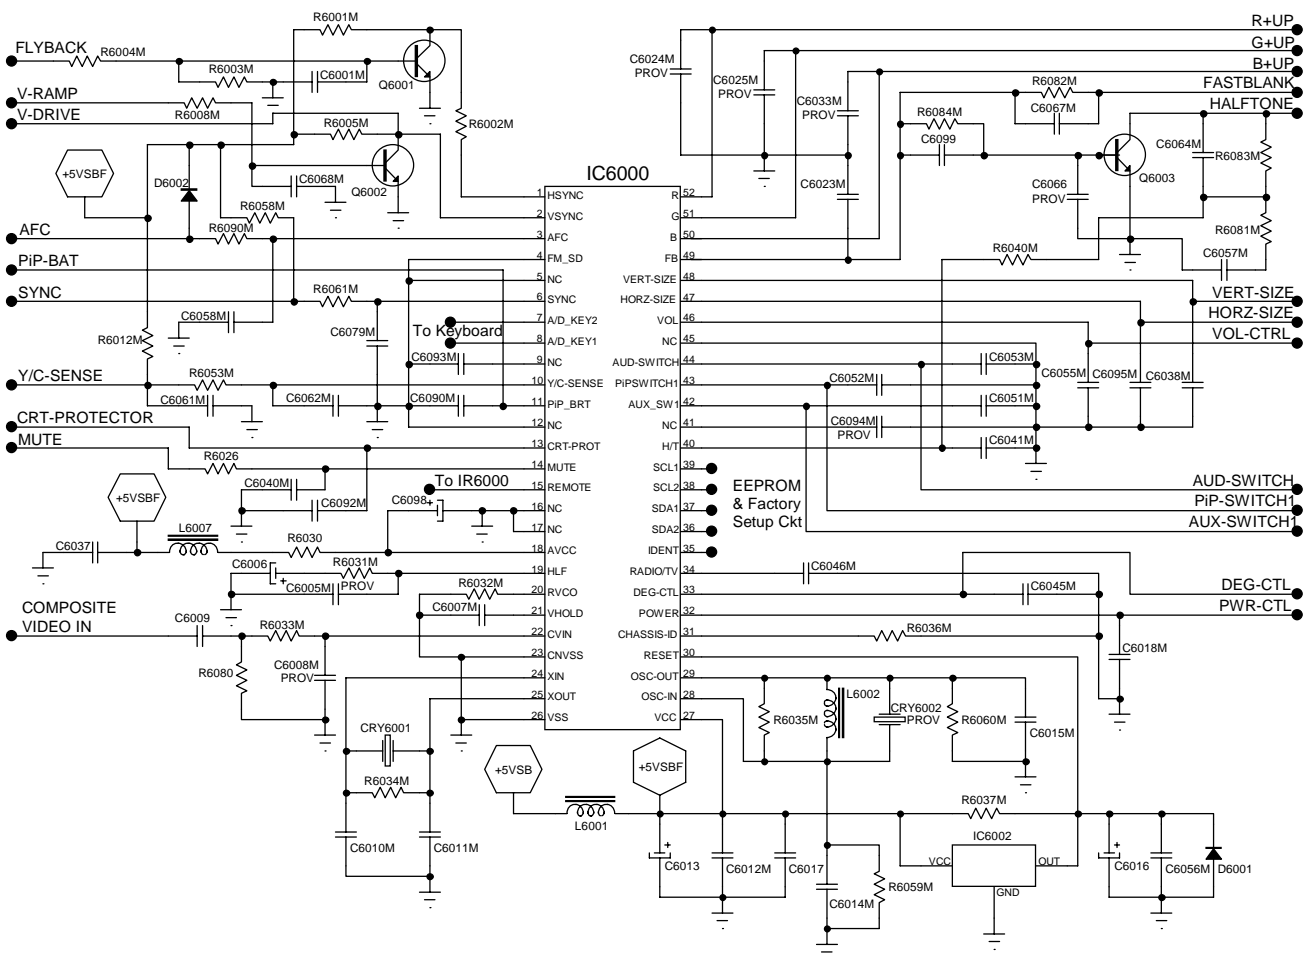 R6001M
R+UP
FLYBACK
R6004M
C6024M
PROV
G+UP
R6003M
C6001M
Q6001
C6025M
PROV
B+UP
R6082M
FASTBLANK
V-RAMP
R6008M
C6033M
PROV
C6067M
HALFTONE
V-DRIVE
R6005M
R6002M
R6084M
C6099
C6064M
R6083M
+5VSBF
D6002
Q6002
C6068M
IC6000
C6023M
C6066
PROV
Q6003
R6058M
R6081M
AFC
R6090M
R6040M
C6057M
PiP-BAT
SYNC
R6061M
VERT-SIZE
C6058M
C6079M
To Keyboard
HORZ-SIZE
R6012M
VOL-CTRL
C6093M
C6053M
Y/C-SENSE
R6053M
C6052M
C6055M
C6095M
C6038M
C6061M
C6062M
C6090M
C6051M
CRT-PROTECTOR
C6094M
PROV
MUTE
R6026
C6041M
C6040M
To IR6000
EEPROM
& Factory
Setup Ckt
AUD-SWITCH
+5VSBF
C6092M
C6098
+
PiP-SWITCH1
L6007
AUX-SWITCH1
C6037
R6030
C6006
+
R6031M
PROV
C6046M
C6005M
R6032M
C6045M
DEG-CTL
COMPOSITE
VIDEO IN
C6009
R6033M
C6007M
PWR-CTL
R6036M
C6018M
R6080
C6008M
PROV
1 HSYNC
2 VSYNC
3 AFC
4 FM_SD
5 NC
6 SYNC
7 A/D_KEY2
8 A/D_KEY1
9 NC
10 Y/C-SENSE
11 PiP_BRT
12 NC
13 CRT-PROT
14 MUTE
15 REMOTE
16 NC
17 NC
18 AVCC
19 HLF
20 RVCO
21 VHOLD
22 CVIN
23 CNVSS
24 XIN
25 XOUT
26 VSS
R 52
G 51
B 50
FB 49
VERT-SIZE 48
HORZ-SIZE 47
VOL 46
NC 45
AUD-SWITCH 44
PiPSWITCH1 43
AUX_SW1 42
NC 41
H/T 40
SCL1 39
SCL2 38
SDA1 37
SDA2 36
IDENT 35
RADIO/TV 34
DEG-CTL 33
POWER 32
CHASSIS-ID 31
RESET 30
OSC-OUT 29
OSC-IN 28
VCC 27
CRY6001
R6034M
C6010M
C6011M
R6035M
L6002
CRY6002
PROV
R6060M
C6015M
+5VSB
+5VSBF
L6001
R6037M
IC6002
VCC
OUT
GND
+
C6013
C6012M
C6017
C6014M
R6059M
+
C6016
C6056M
D6001